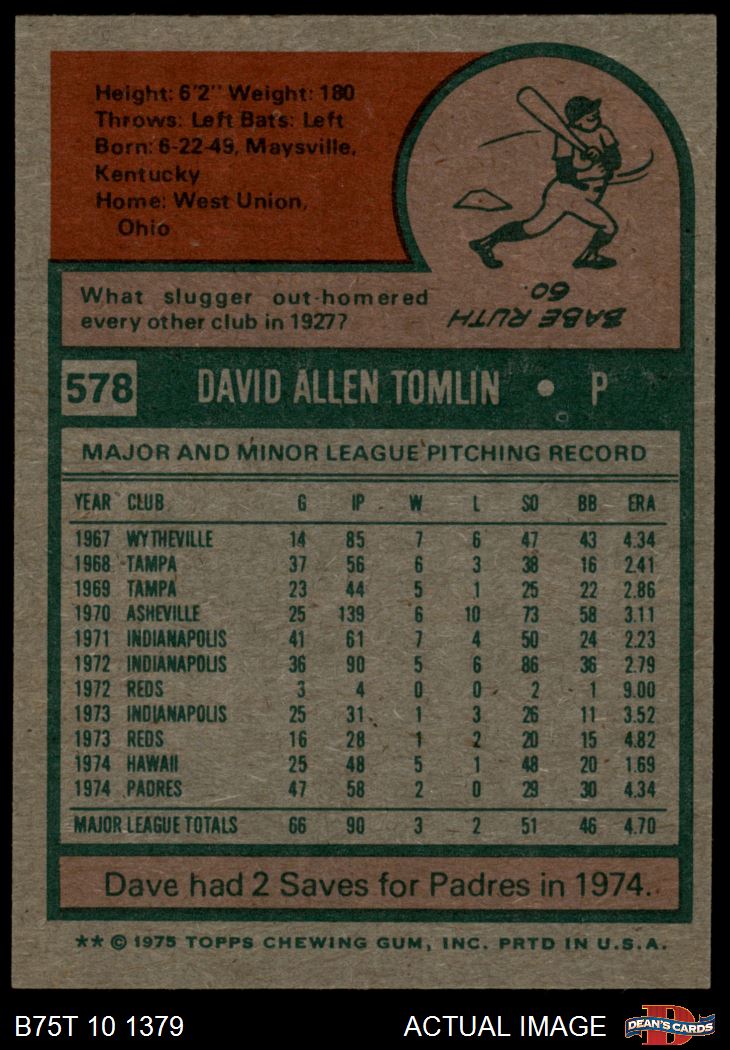 Height: 6'2" Weight: 180
Throws: Left Bats: Left
Born: 6-22-49, Maysville,
Kentucky
Home: West Union,
Ohio
What slugger out-homered
every other club in 1927?
BABE RUTH
60.
578 DAVID ALLEN TOMLIN • P
MAJOR AND MINOR LEAGUE PITCHING RECORD
YEAR CLUB G IP W L SO BB ERA
1967 WYTHEVILLE 14 85 7 6 47 43 4.34
1968 TAMPA 37 56 6 3 38 16 2.41
1969 TAMPA 23 44 5 1 25 22 2.86
1970 ASHEVILLE 25 139 6 10 73 58 3.11
1971 INDIANAPOLIS 41 61 7 4 50 24 2.23
1972 INDIANAPOLIS 36 90 5 6 86 36 2.79
1972 REDS 3 4 0 0 2 1 9.00
1973 INDIANAPOLIS 25 31 1 3 26 11 3.52
1973 REDS 16 28 1 2 20 15 4.82
1974 HAWAII 25 48 5 1 48 20 1.69
1974 PADRES 47 58 2 0 29 30 4.34
MAJOR LEAGUE TOTALS 66 90 3 2 51 46 4.70
Dave had 2 Saves for Padres in 1974.
** © 1975 TOPPS CHEWING GUM, INC. PRTD IN U.S.A.
B75T 10 1379 ACTUAL IMAGE
D
DEAN'S CARDS